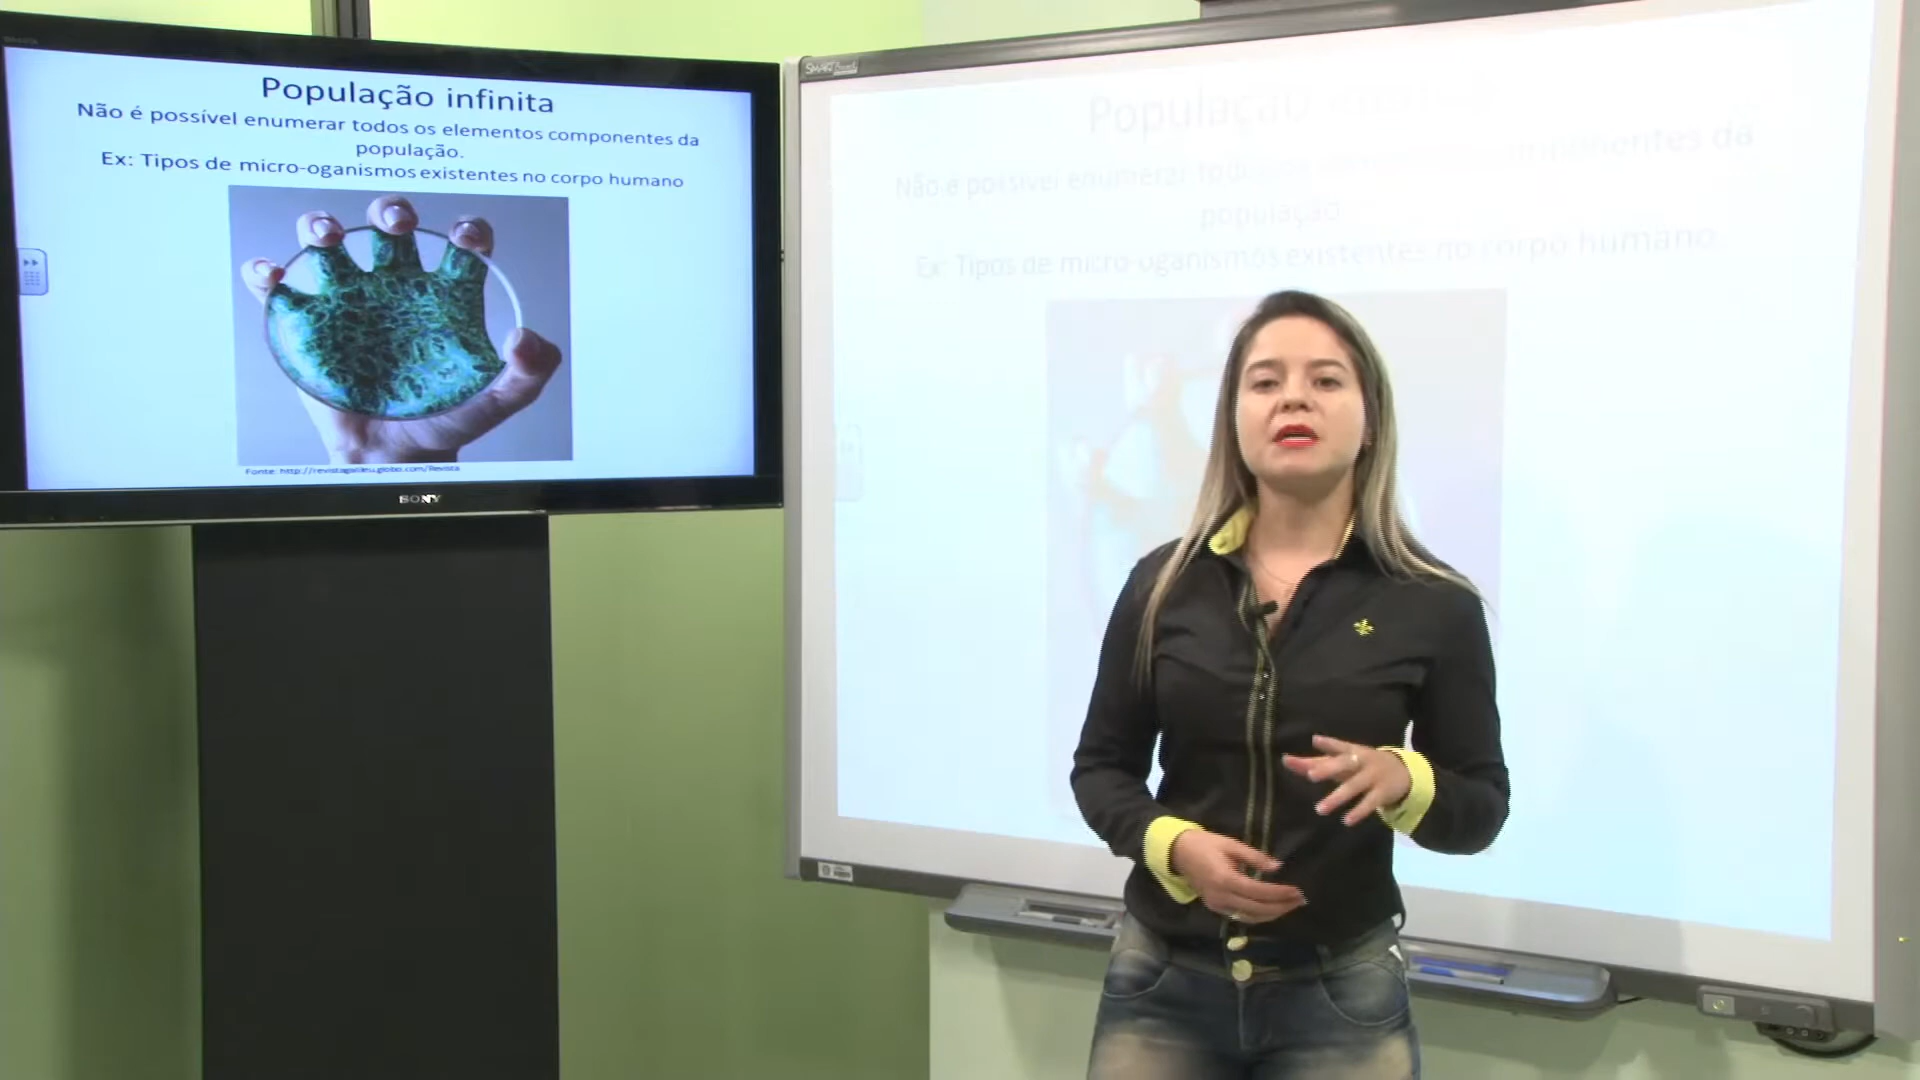 População infinita
Não é possível enumerar todos os elementos componentes da
população.
Ex: Tipos de micro-oganismos existentes no corpo humano
Fonte: http://revistagalileu.globo.com/Revista
SONY
SMART Board
População
Não é possível enumerar componentes da
população
Ex: Tipos de micro-oganismos existentes no corpo humano